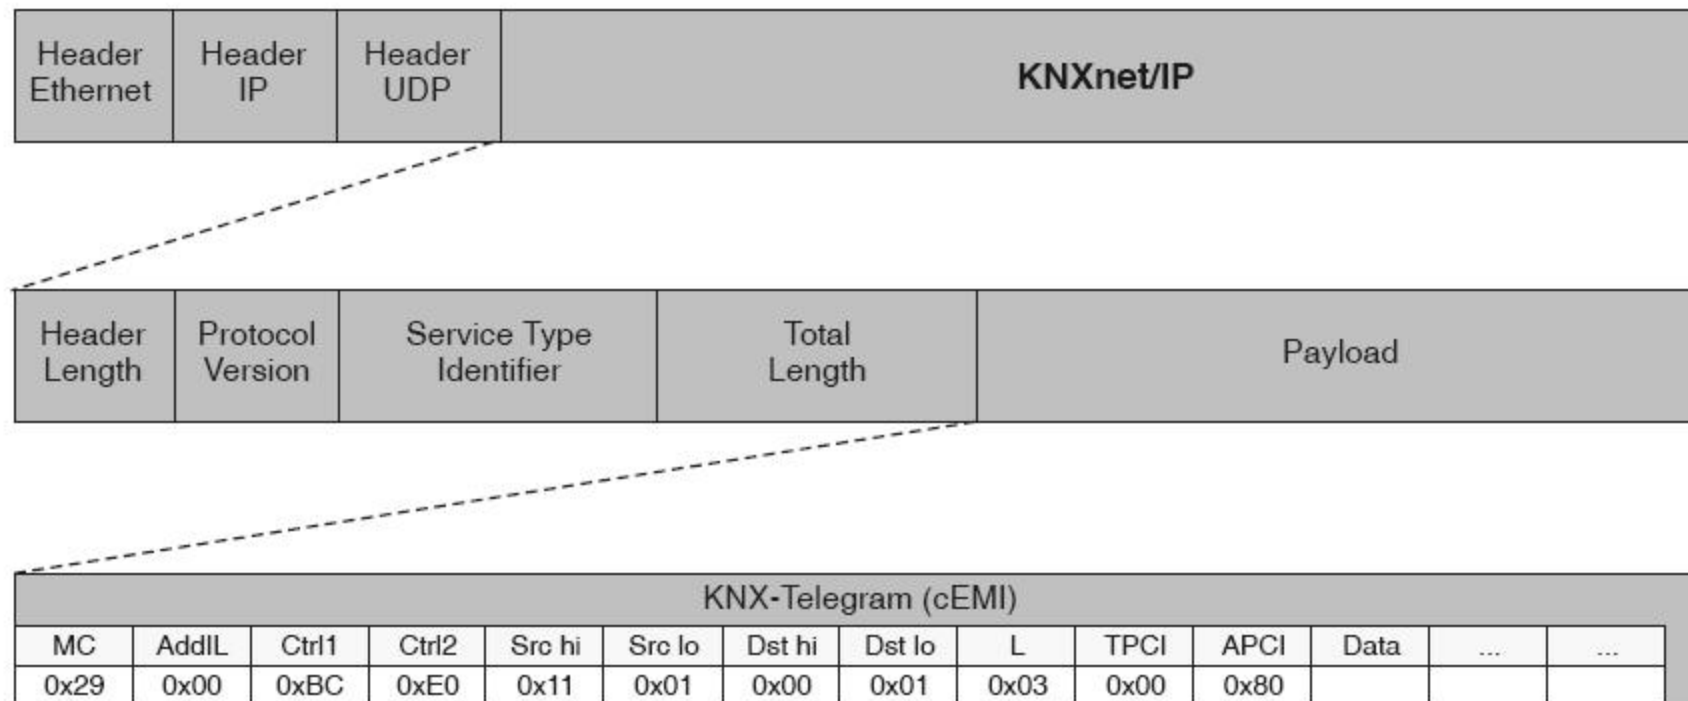 Header Ethernet
Header IP
Header UDP
KNXnet/IP
Header Length
Protocol Version
Service Type Identifier
Total Length
Payload
KNX-Telegram (cEMI)
MC AddIL Ctrl1 Ctrl2 Src hi Src lo Dst hi Dst lo L TPCI APCI Data ... ...
0x29 0x00 0xBC 0xE0 0x11 0x01 0x00 0x01 0x03 0x00 0x80